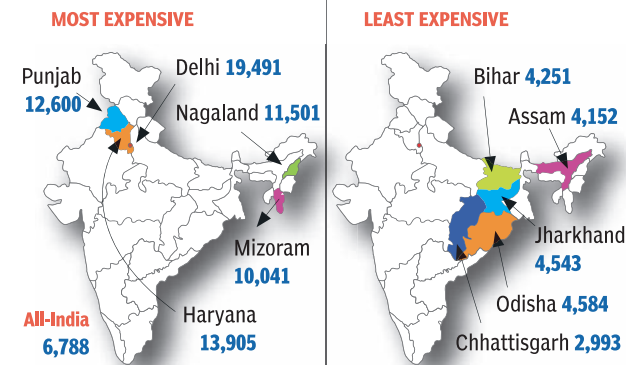 MOST EXPENSIVE
Punjab
12,600
Delhi 19,491
Nagaland 11,501
Mizoram
10,041
Haryana
13,905
All-India
6,788
LEAST EXPENSIVE
Bihar 4,251
Assam 4,152
Jharkhand
4,543
Odisha 4,584
Chhattisgarh 2,993